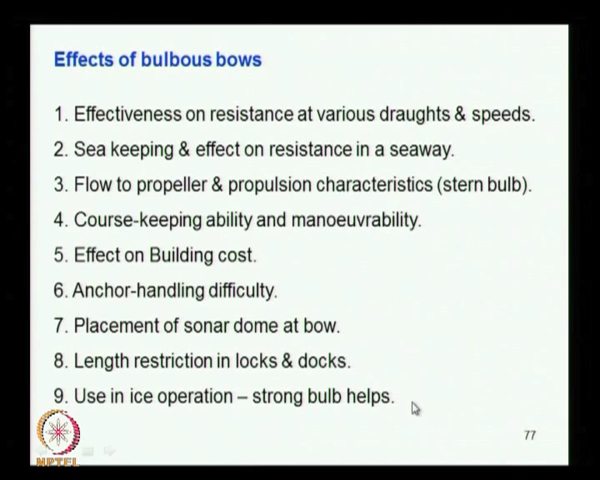 Effects of bulbous bows
1. Effectiveness on resistance at various draughts & speeds.
2. Sea keeping & effect on resistance in a seaway.
3. Flow to propeller & propulsion characteristics (stern bulb).
4. Course-keeping ability and manoeuvrability.
5. Effect on Building cost.
6. Anchor-handling difficulty.
7. Placement of sonar dome at bow.
8. Length restriction in locks & docks.
9. Use in ice operation – strong bulb helps.
77
NPTEL